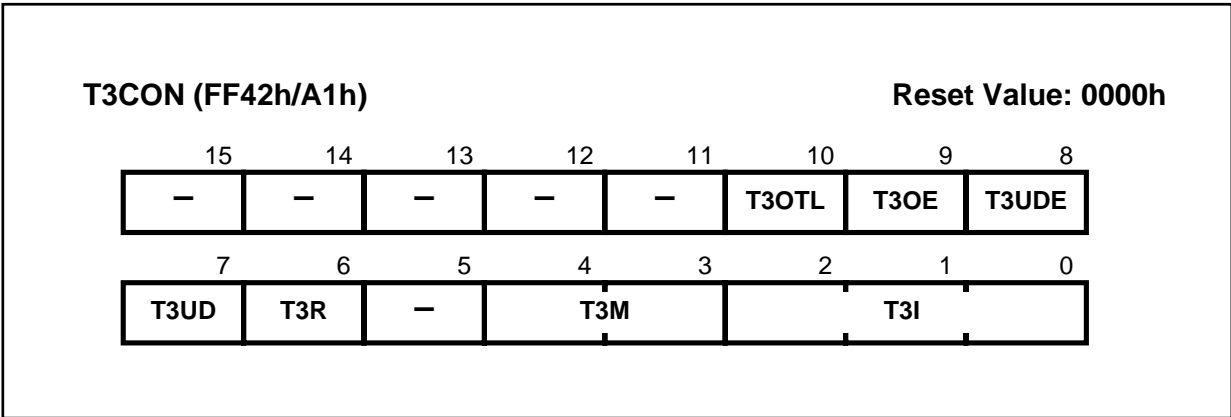 T3CON (FF42h/A1h) Reset Value: 0000h
15 14 13 12 11 10 9 8
– – – – – T3OTL T3OE T3UDE
7 6 5 4 3 2 1 0
T3UD T3R – T3M T3I